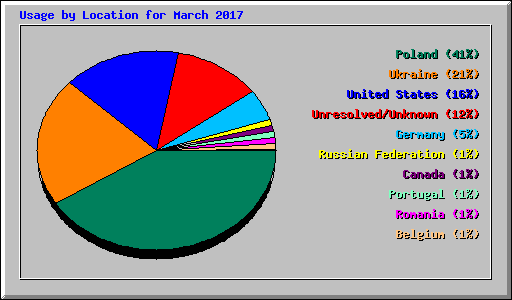 Usage by Location for March 2017
Poland (41%)
Ukraine (21%)
United States (16%)
Unresolved/Unknown (12%)
Germany (5%)
Russian Federation (1%)
Canada (1%)
Portugal (1%)
Romania (1%)
Belgium (1%)